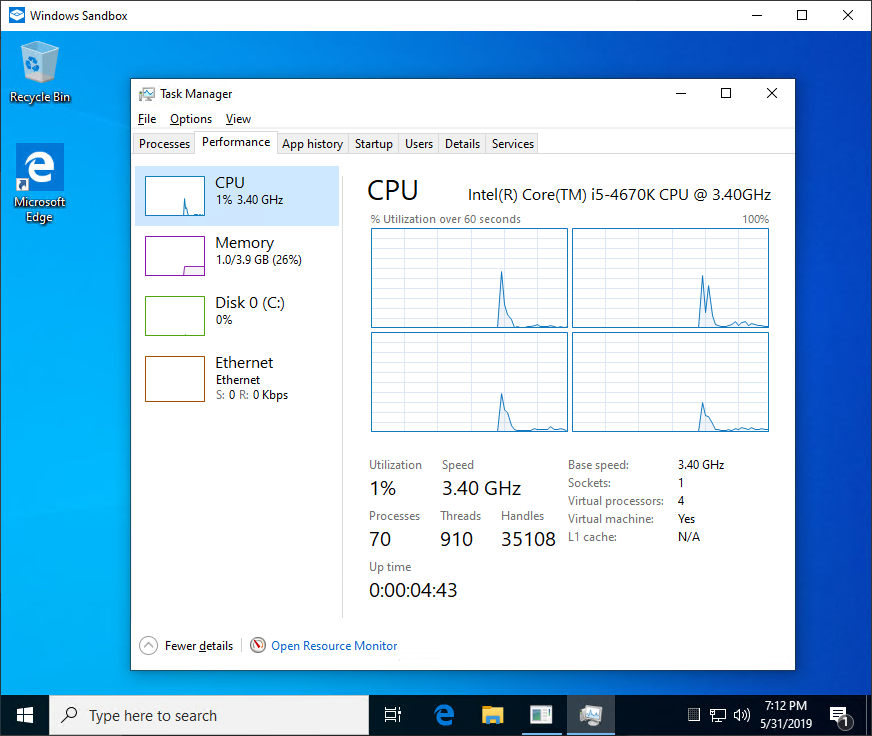 Windows Sandbox
Recycle Bin
Microsoft
Edge
Task Manager
File Options View
Processes Performance App history Startup Users Details Services
CPU
1% 3.40 GHz
Memory
1.0/3.9 GB (26%)
Disk 0 (C:)
0%
Ethernet
Ethernet
S: 0 R: 0 Kbps
CPU Intel(R) Core(TM) i5-4670K CPU @ 3.40GHz
% Utilization over 60 seconds 100%
Utilization Speed
1% 3.40 GHz
Processes Threads Handles
70 910 35108
Up time
0:00:04:43
Base speed: 3.40 GHz
Sockets: 1
Virtual processors: 4
Virtual machine: Yes
L1 cache: N/A
Fewer details Open Resource Monitor
Type here to search
7:12 PM
5/31/2019
1